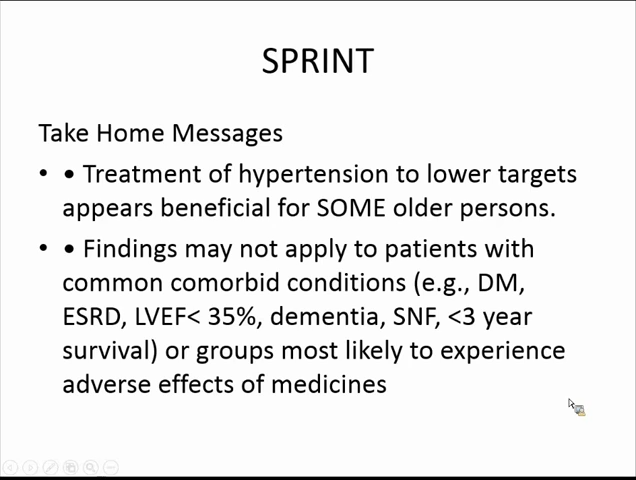 SPRINT
Take Home Messages
• • Treatment of hypertension to lower targets
appears beneficial for SOME older persons.
• • Findings may not apply to patients with
common comorbid conditions (e.g., DM,
ESRD, LVEF< 35%, dementia, SNF, <3 year
survival) or groups most likely to experience
adverse effects of medicines